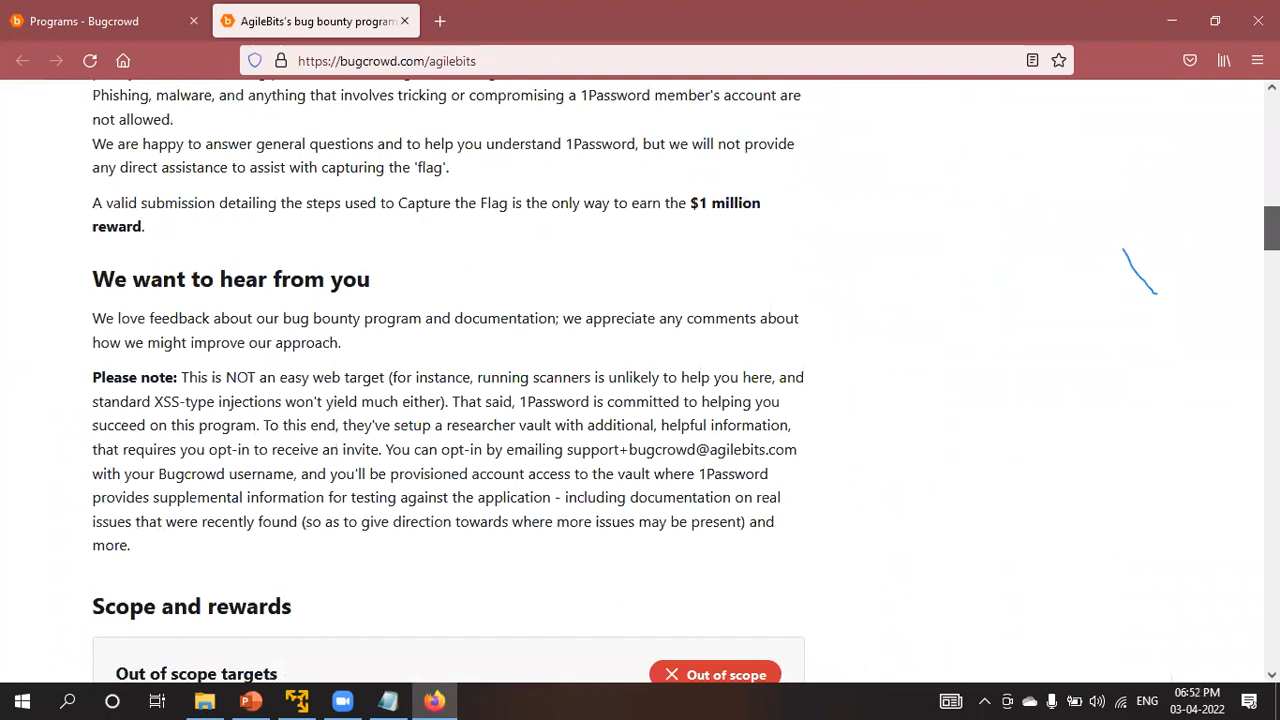 Programs - Bugcrowd
AgileBits's bug bounty program
https://bugcrowd.com/agilebits
Phishing, malware, and anything that involves tricking or compromising a 1Password member's account are
not allowed.
We are happy to answer general questions and to help you understand 1Password, but we will not provide
any direct assistance to assist with capturing the 'flag'.
A valid submission detailing the steps used to Capture the Flag is the only way to earn the $1 million
reward.
We want to hear from you
We love feedback about our bug bounty program and documentation; we appreciate any comments about
how we might improve our approach.
Please note: This is NOT an easy web target (for instance, running scanners is unlikely to help you here, and
standard XSS-type injections won't yield much either). That said, 1Password is committed to helping you
succeed on this program. To this end, they've setup a researcher vault with additional, helpful information,
that requires you opt-in to receive an invite. You can opt-in by emailing support+bugcrowd@agilebits.com
with your Bugcrowd username, and you'll be provisioned account access to the vault where 1Password
provides supplemental information for testing against the application - including documentation on real
issues that were recently found (so as to give direction towards where more issues may be present) and
more.
Scope and rewards
Out of scope targets
Out of scope
ENG
06:52 PM
03-04-2022